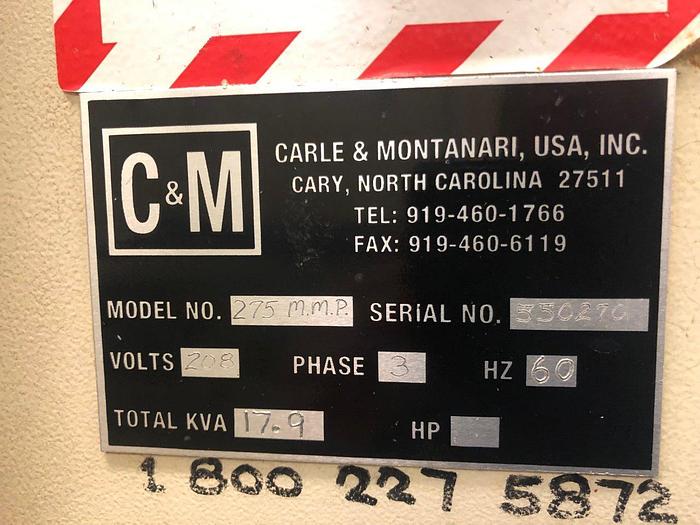 C&M
CARLE & MONTANARI, USA, INC.
CARY, NORTH CAROLINA 27511
TEL: 919-460-1766
FAX: 919-460-6119
MODEL NO. 275 M.M.P. SERIAL NO.
VOLTS 208 PHASE 3 HZ 60
TOTAL KVA 17.9 HP
1 800 227 5872